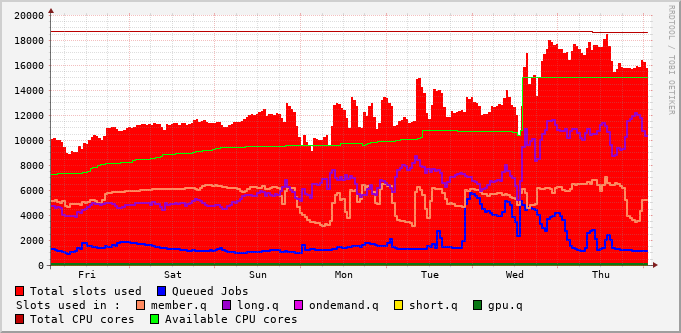 20000
18000
16000
14000
12000
10000
8000
6000
4000
2000
0
Fri Sat Sun Mon Tue Wed Thu
RRDTOOL / TOBI OETIKER
Total slots used Queued Jobs
Slots used in : member.q long.q ondemand.q short.q gpu.q
Total CPU cores Available CPU cores